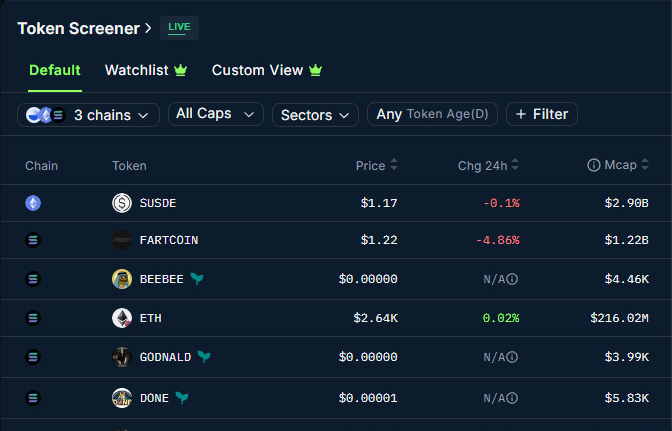 Token Screener > LIVE
Default Watchlist Custom View
3 chains All Caps Sectors Any Token Age(D) + Filter
Chain Token Price Chg 24h Mcap
SUSDE $1.17 -0.1% $2.90B
FARTCOIN $1.22 -4.86% $1.22B
BEEBEE $0.00000 N/A $4.46K
ETH $2.64K 0.02% $216.02M
GODNALD $0.00000 N/A $3.99K
DONE $0.00001 N/A $5.83K